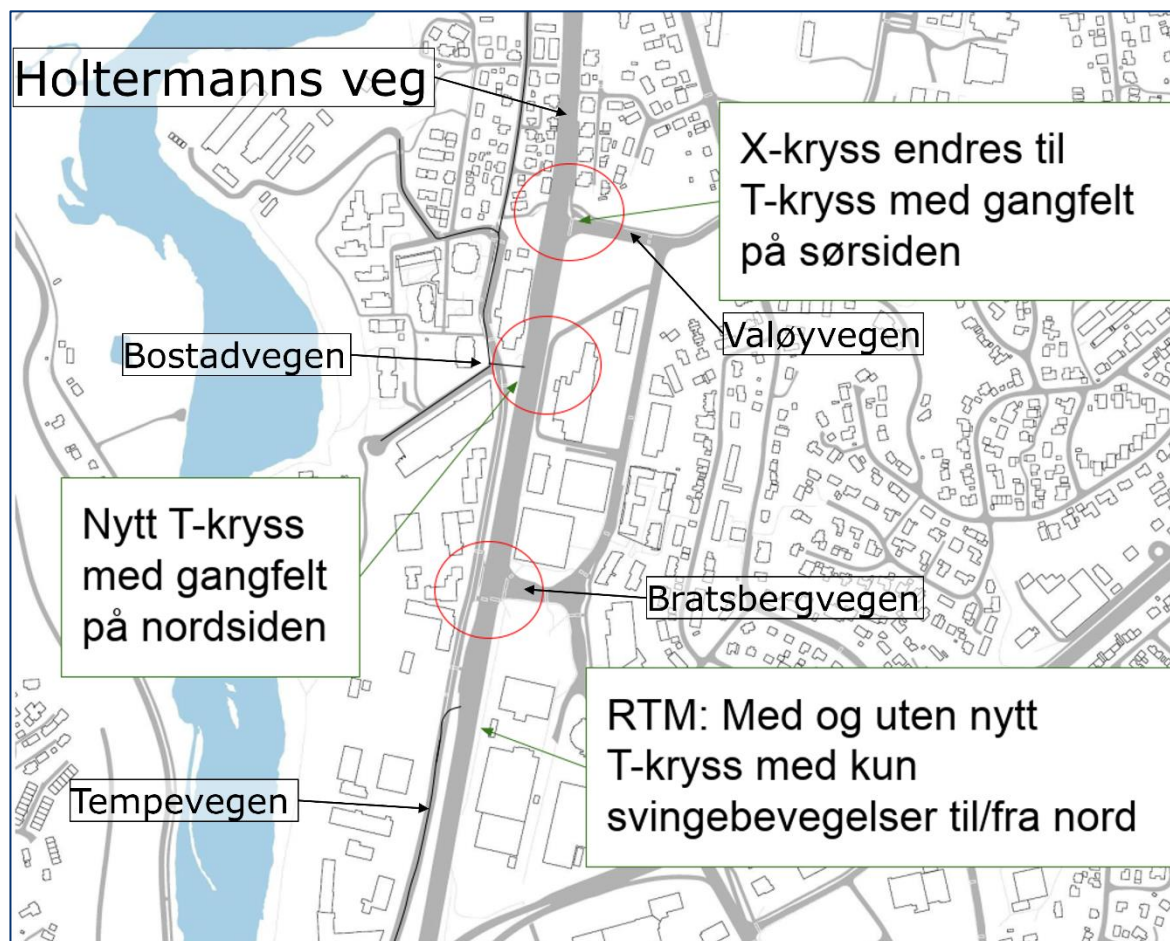 Holtermanns veg
X-kryss endres til
T-kryss med gangfelt
på sørsiden
Valøyvegen
Bostadvegen
Nytt T-kryss
med gangfelt
på nordsiden
Bratsbergvegen
RTM: Med og uten nytt
T-kryss med kun
svingebevegelser til/fra nord
Tempevegen